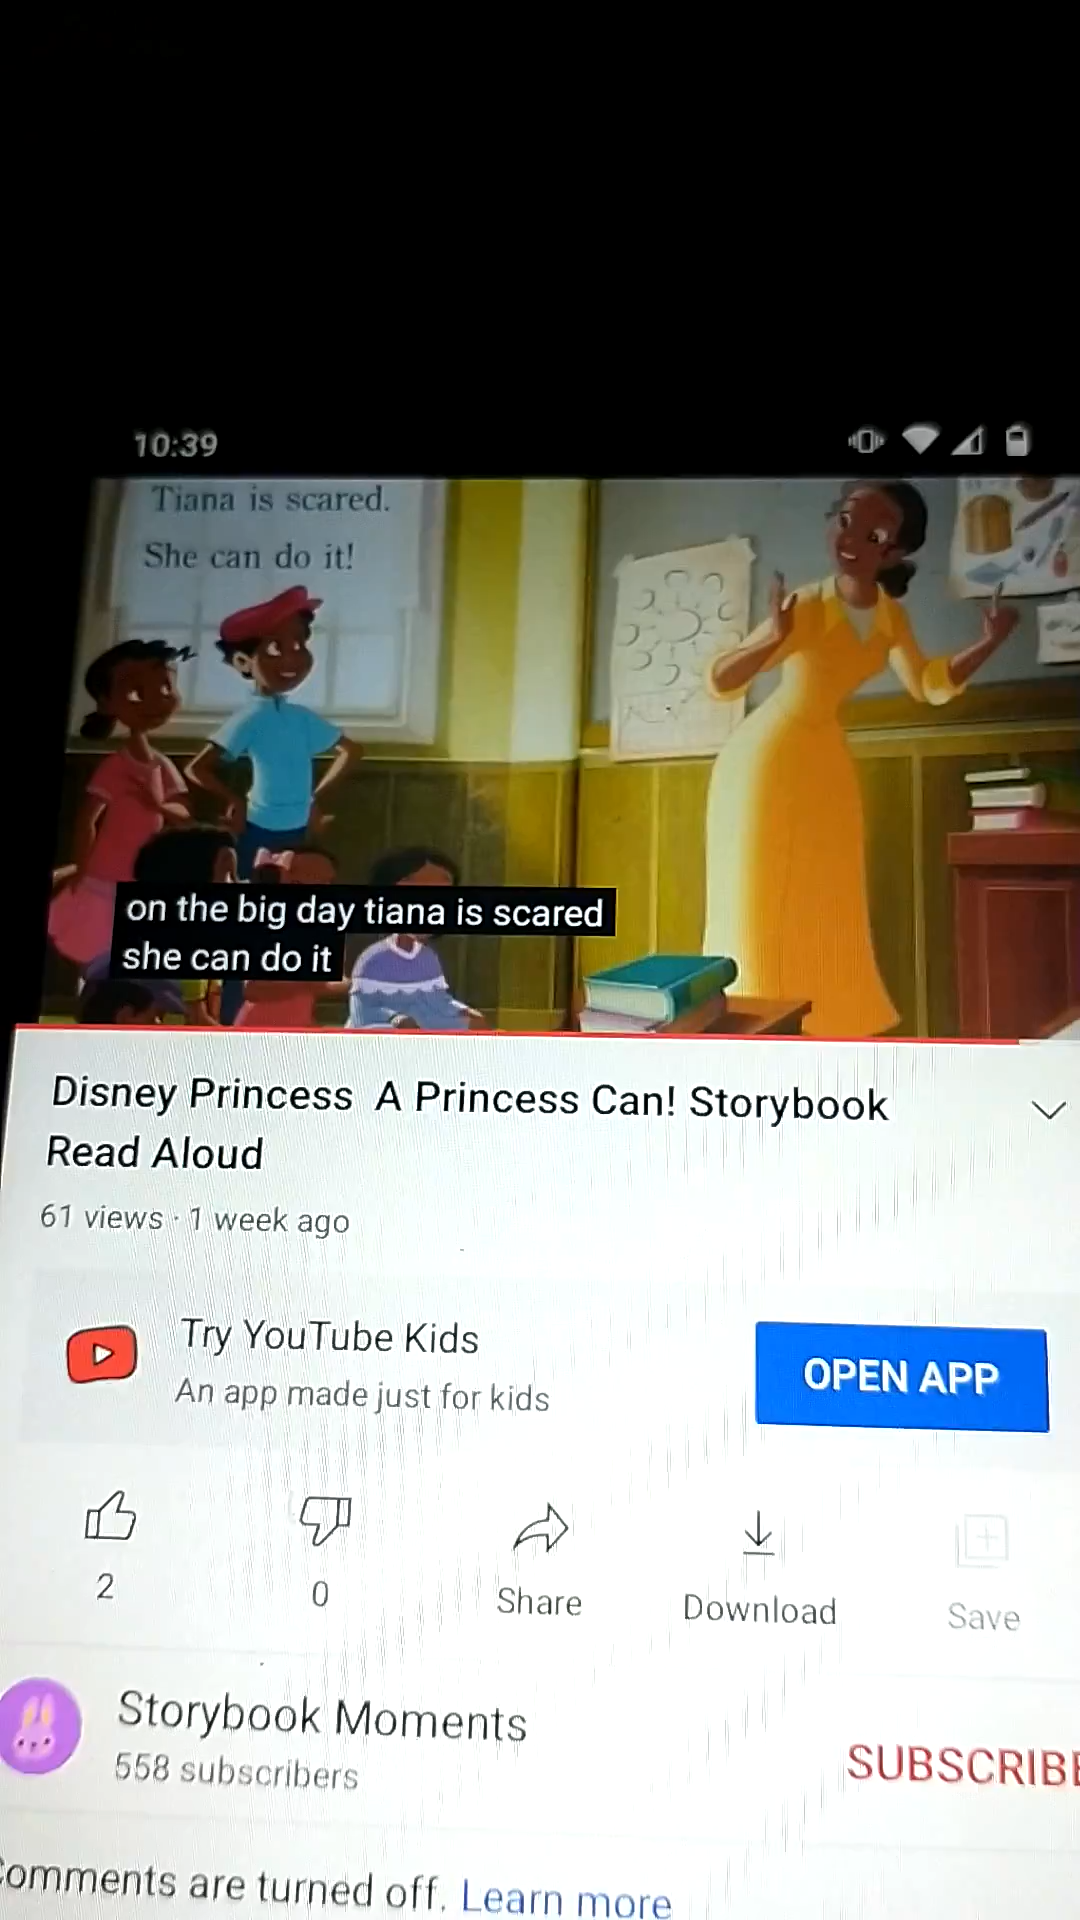 10:39
Tiana is scared.
She can do it!
on the big day tiana is scared
she can do it
Disney Princess A Princess Can! Storybook
Read Aloud
61 views · 1 week ago
Try YouTube Kids
An app made just for kids
OPEN APP
2
0
Share
Download
Save
Storybook Moments
558 subscribers
SUBSCRIBE
Comments are turned off. Learn more